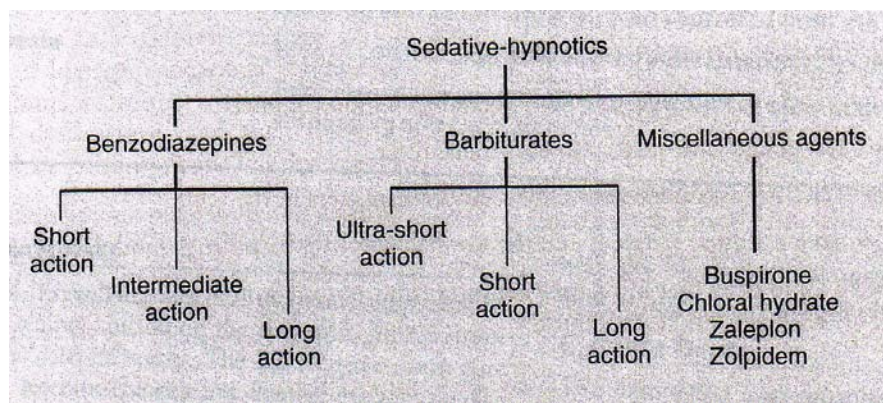 Sedative-hypnotics
Benzodiazepines
Barbiturates
Miscellaneous agents
Short
action
Intermediate
action
Long
action
Ultra-short
action
Short
action
Long
action
Buspirone
Chloral hydrate
Zaleplon
Zolpidem